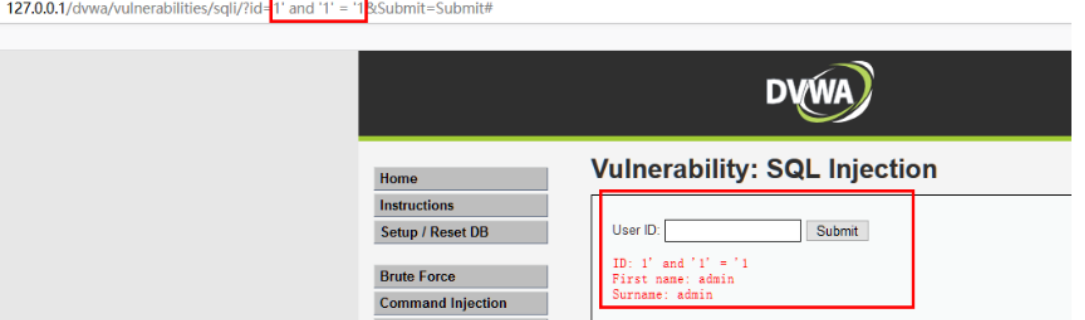 127.0.0.1/dvwa/vulnerabilities/sqli/?id=1' and '1' = '1&Submit=Submit#
DVWA
Home
Instructions
Setup / Reset DB
Brute Force
Command Injection
Vulnerability: SQL Injection
User ID: Submit
ID: 1' and '1' = '1
First name: admin
Surname: admin